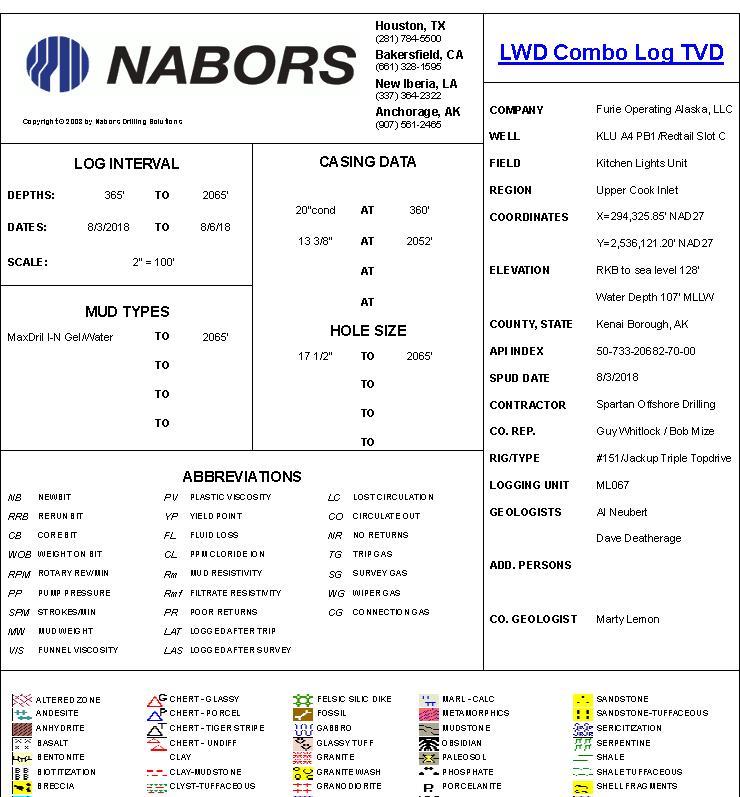 NABORS
Copyright © 2008 by Nabors Drilling Solutions
Houston, TX
(281) 784-5500
Bakersfield, CA
(661) 328-1595
New Iberia, LA
(337) 364-2322
Anchorage, AK
(907) 561-2465
LWD Combo Log TVD
LOG INTERVAL
DEPTHS: 365' TO 2065'
DATES: 8/3/2018 TO 8/6/18
SCALE: 2" = 100'
MUD TYPES
MaxDril I-N Gel/Water TO 2065'
TO
TO
TO
CASING DATA
20"cond AT 360'
13 3/8" AT 2052'
AT
AT
HOLE SIZE
17 1/2" TO 2065'
TO
TO
TO
COMPANY Furie Operating Alaska, LLC
WELL KLU A4 PB1/Redtail Slot C
FIELD Kitchen Lights Unit
REGION Upper Cook Inlet
COORDINATES X=294,325.85' NAD27
Y=2,536,121.20' NAD27
ELEVATION RKB to sea level 128'
Water Depth 107' MLLW
COUNTY, STATE Kenai Borough, AK
API INDEX 50-733-20682-70-00
SPUD DATE 8/3/2018
CONTRACTOR Spartan Offshore Drilling
CO. REP. Guy Whitlock / Bob Mize
RIG/TYPE #151/Jackup Triple Topdrive
LOGGING UNIT ML067
GEOLOGISTS Al Neubert
Dave Deatherage
ADD. PERSONS
CO. GEOLOGIST Marty Lemon
ABBREVIATIONS
NB NEW BIT PV PLASTIC VISCOSITY LC LOST CIRCULATION
RRB RERUN BIT YP YIELD POINT CO CIRCULATE OUT
CB CORE BIT FL FLUID LOSS NR NO RETURNS
WOB WEIGHT ON BIT CL PPM CLORIDE ION TG TRIP GAS
RPM ROTARY REV/MIN Rm MUD RESISTIVITY SG SURVEY GAS
PP PUMP PRESSURE Rmf FILTRATE RESISTIVITY WG WIPER GAS
SPM STROKES/MIN PR POOR RETURNS CG CONNECTION GAS
MW MUD WEIGHT LAT LOGGED AFTER TRIP
VIS FUNNEL VISCOSITY LAS LOGGED AFTER SURVEY
ALTERED ZONE CHERT - GLASSY FELSIC SILIC DIKE MARL - CALC SANDSTONE
ANDESITE CHERT - PORCEL FOSSIL METAMORPHICS SANDSTONE-TUFFACEOUS
ANHYDRITE CHERT - TIGER STRIPE GABBRO MUDSTONE SERICITIZATION
BASALT CHERT - UNDIFF GLASSY TUFF OBSIDIAN SERPENTINE
BENTONITE CLAY GRANITE PALEOSOL SHALE
BIOTITIZATION CLAY-MUDSTONE GRANITE WASH PHOSPHATE SHALE TUFFACEOUS
BRECCIA CLYST-TUFFACEOUS GRANODIORITE PORCELANITE SHELL FRAGMENTS